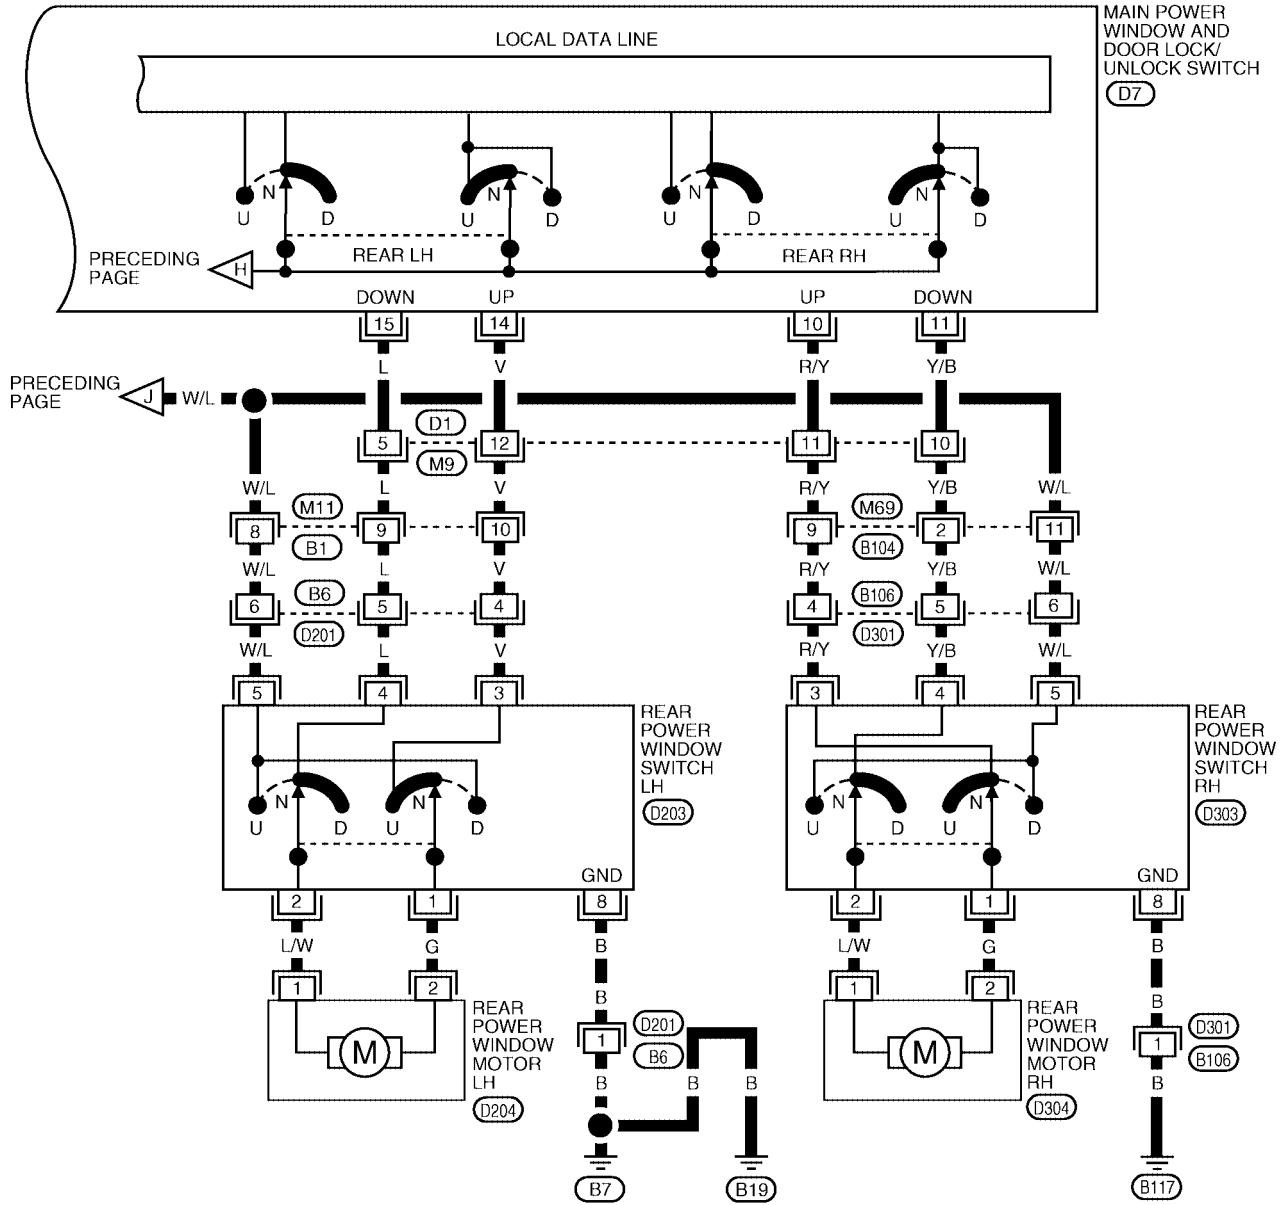 MAIN POWER
WINDOW AND
DOOR LOCK/
UNLOCK SWITCH
D7
LOCAL DATA LINE
N N N N
U D U D U D U D
PRECEDING
PAGE
H
REAR LH
REAR RH
DOWN UP UP DOWN
15 14 10 11
L V R/Y Y/B
PRECEDING
PAGE
J
W/L
D1
5 12 11 10
M9
W/L L V R/Y Y/B W/L
M11 M69
8 9 10 9 2 11
B1 B104
W/L L V R/Y Y/B W/L
B6 B106
6 5 4 4 5 6
D201 D301
W/L L V R/Y Y/B W/L
5 4 3 3 4 5
REAR
POWER
WINDOW
SWITCH
LH
D203
REAR
POWER
WINDOW
SWITCH
RH
D303
N N N N
U D U D U D U D
GND GND
2 1 8 2 1 8
L/W G B L/W G B
1 2 1 2
B B
REAR
POWER
WINDOW
MOTOR
LH
D204
M
REAR
POWER
WINDOW
MOTOR
RH
D304
M
D201
1
B6
D301
1
B106
B B B B
B7 B19 B117